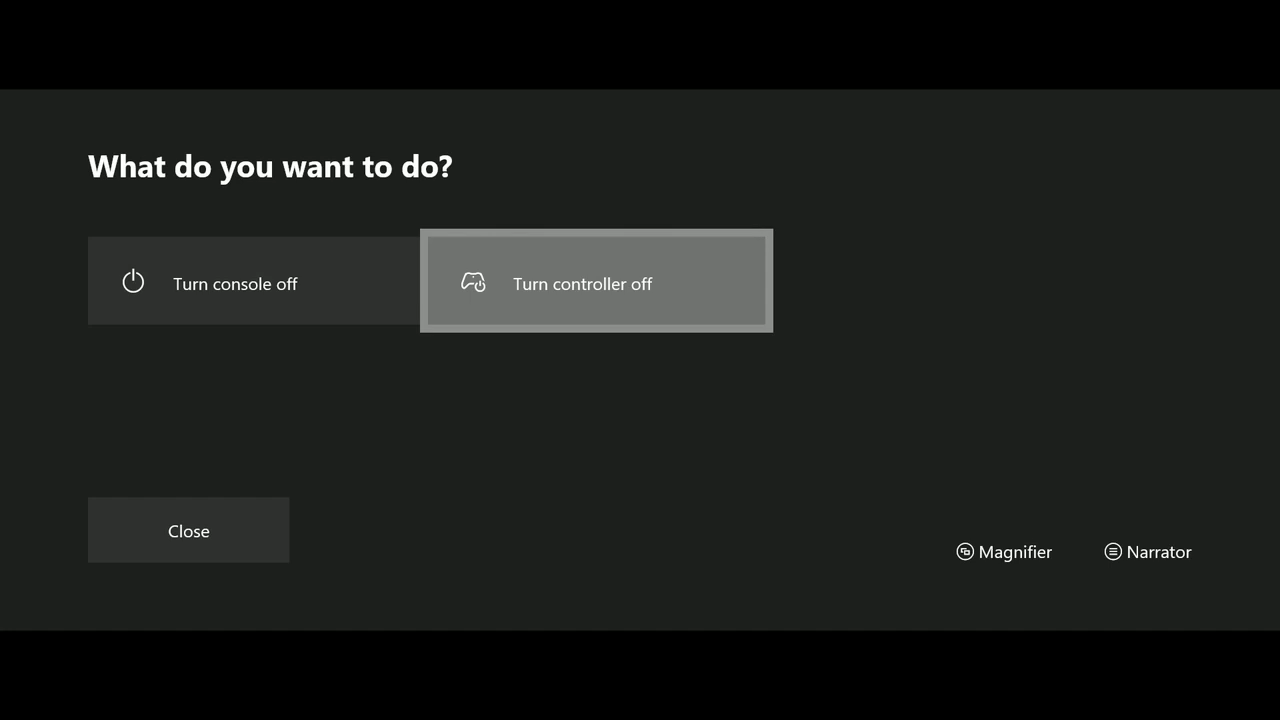 What do you want to do?
Turn console off
Turn controller off
Close
Magnifier
Narrator